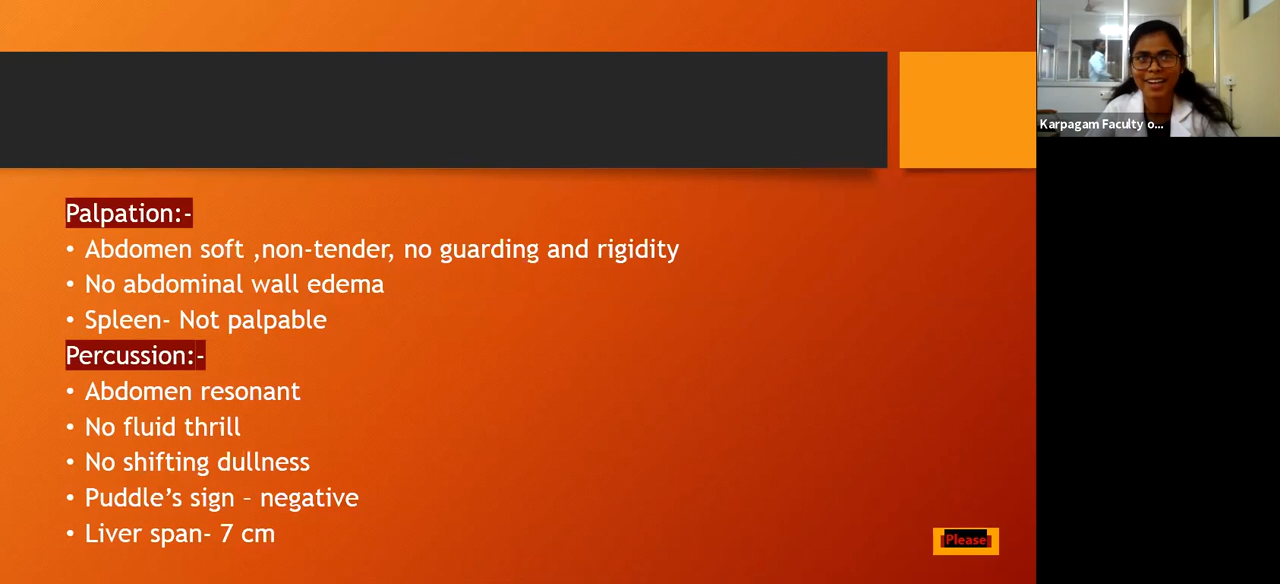 Palpation:-
• Abdomen soft ,non-tender, no guarding and rigidity
• No abdominal wall edema
• Spleen- Not palpable
Percussion:-
• Abdomen resonant
• No fluid thrill
• No shifting dullness
• Puddle’s sign – negative
• Liver span- 7 cm
Please
Karpagam Faculty o...